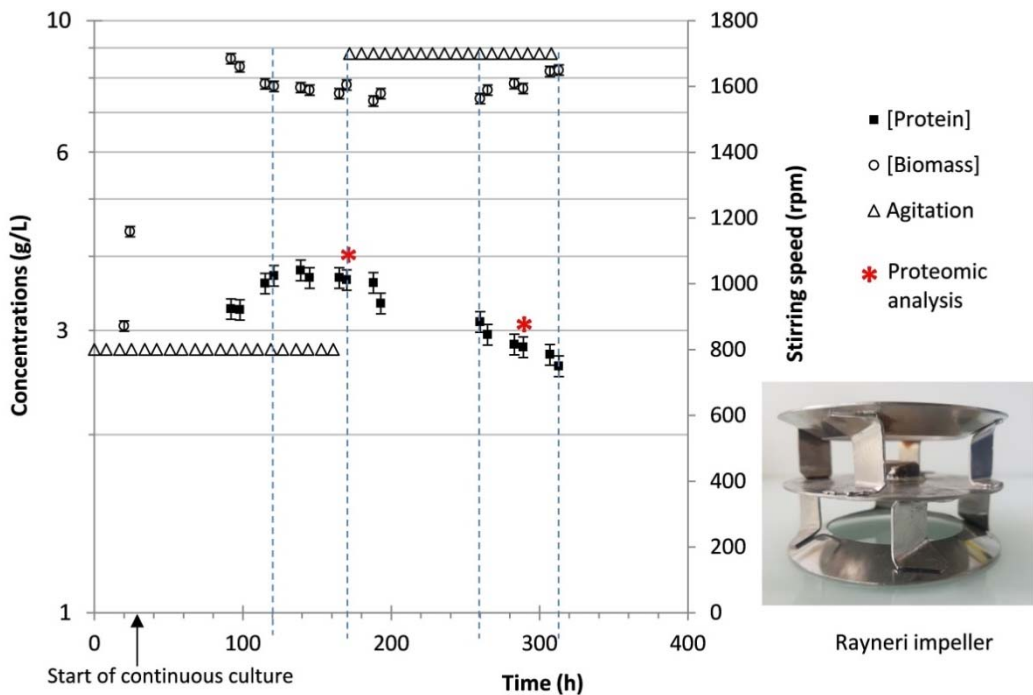 10
6
3
1
Concentrations (g/L)
1800
1600
1400
1200
1000
800
600
400
200
0
Stirring speed (rpm)
0
100
200
300
400
Time (h)
Start of continuous culture
[Protein]
[Biomass]
Agitation
Proteomic
analysis
Rayneri impeller